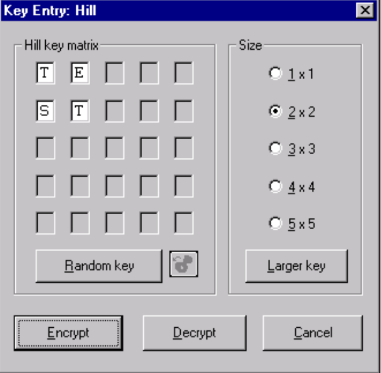 Key Entry: Hill
Hill key matrix
T E
S T
Random key
Size
1 x 1
2 x 2
3 x 3
4 x 4
5 x 5
Larger key
Encrypt Decrypt Cancel